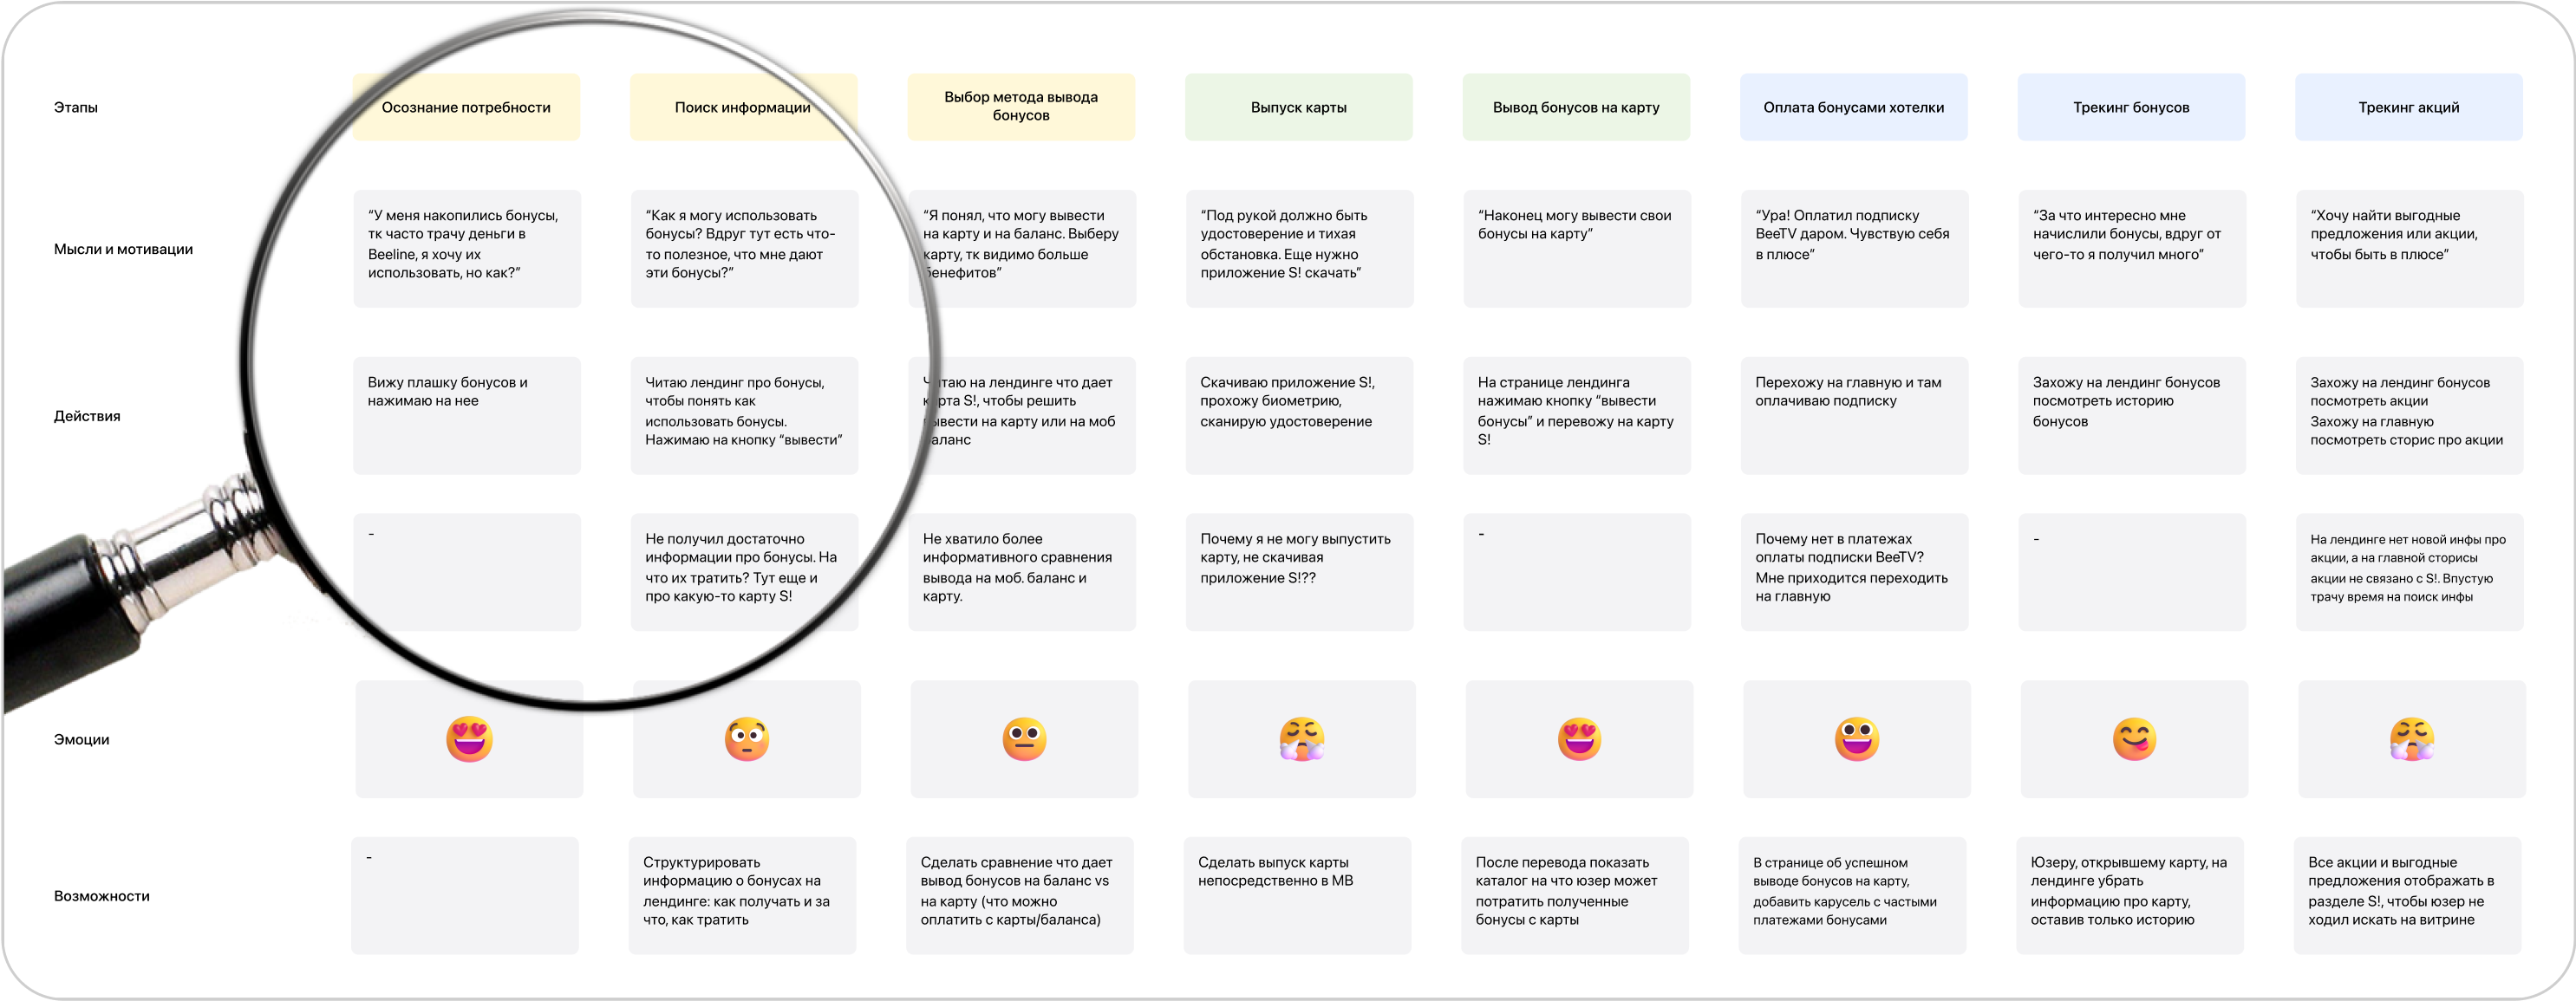 Этапы
Осознание потребности
Поиск информации
Выбор метода вывода
бонусов
Выпуск карты
Вывод бонусов на карту
Оплата бонусами хотелки
Трекинг бонусов
Трекинг акций
Мысли и мотивации
“У меня накопились бонусы,
тк часто трачу деньги в
Beeline, я хочу их
использовать, но как?”
“Как я могу использовать
бонусы? Вдруг тут есть что-
то полезное, что мне дают
эти бонусы?”
“Я понял, что могу вывести
на карту и на баланс. Выберу
карту, тк видимо больше
бенефитов”
“Под рукой должно быть
удостоверение и тихая
обстановка. Еще нужно
приложение S! скачать”
“Наконец могу вывести свои
бонусы на карту”
“Ура! Оплатил подписку
BeeTV даром. Чувствую себя
в плюсе”
“За что интересно мне
начислили бонусы, вдруг от
чего-то я получил много”
“Хочу найти выгодные
предложения или акции,
чтобы быть в плюсе”
Действия
Вижу плашку бонусов и
нажимаю на нее
Читаю лендинг про бонусы,
чтобы понять как
использовать бонусы.
Нажимаю на кнопку “вывести”
Читаю на лендинге что дает
карта S!, чтобы решить
вывести на карту или на моб
баланс
Скачиваю приложение S!,
прохожу биометрию,
сканирую удостоверение
На странице лендинга
нажимаю кнопку “вывести
бонусы” и перевожу на карту
S!
Перехожу на главную и там
оплачиваю подписку
Захожу на лендинг бонусов
посмотреть историю
бонусов
Захожу на лендинг бонусов
посмотреть акции
Захожу на главную
посмотреть сторис про акции
-
Не получил достаточно
информации про бонусы. На
что их тратить? Тут еще и
про какую-то карту S!
Не хватило более
информативного сравнения
вывода на моб. баланс и
карту.
Почему я не могу выпустить
карту, не скачивая
приложение S!??
-
Почему нет в платежах
оплаты подписки BeeTV?
Мне приходится переходить
на главную
-
На лендинге нет новой инфы про
акции, а на главной сторисы
акции не связано с S!. Впустую
трачу время на поиск инфы
Эмоции
Возможности
-
Структурировать
информацию о бонусах на
лендинге: как получать и за
что, как тратить
Сделать сравнение что дает
вывод бонусов на баланс vs
на карту (что можно
оплатить с карты/баланса)
Сделать выпуск карты
непосредственно в МВ
После перевода показать
каталог на что юзер может
потратить полученные
бонусы с карты
В странице об успешном
выводе бонусов на карту,
добавить карусель с частыми
платежами бонусами
Юзеру, открывшему карту, на
лендинге убрать
информацию про карту,
оставив только историю
Все акции и выгодные
предложения отображать в
разделе S!, чтобы юзер не
ходил искать на витрине